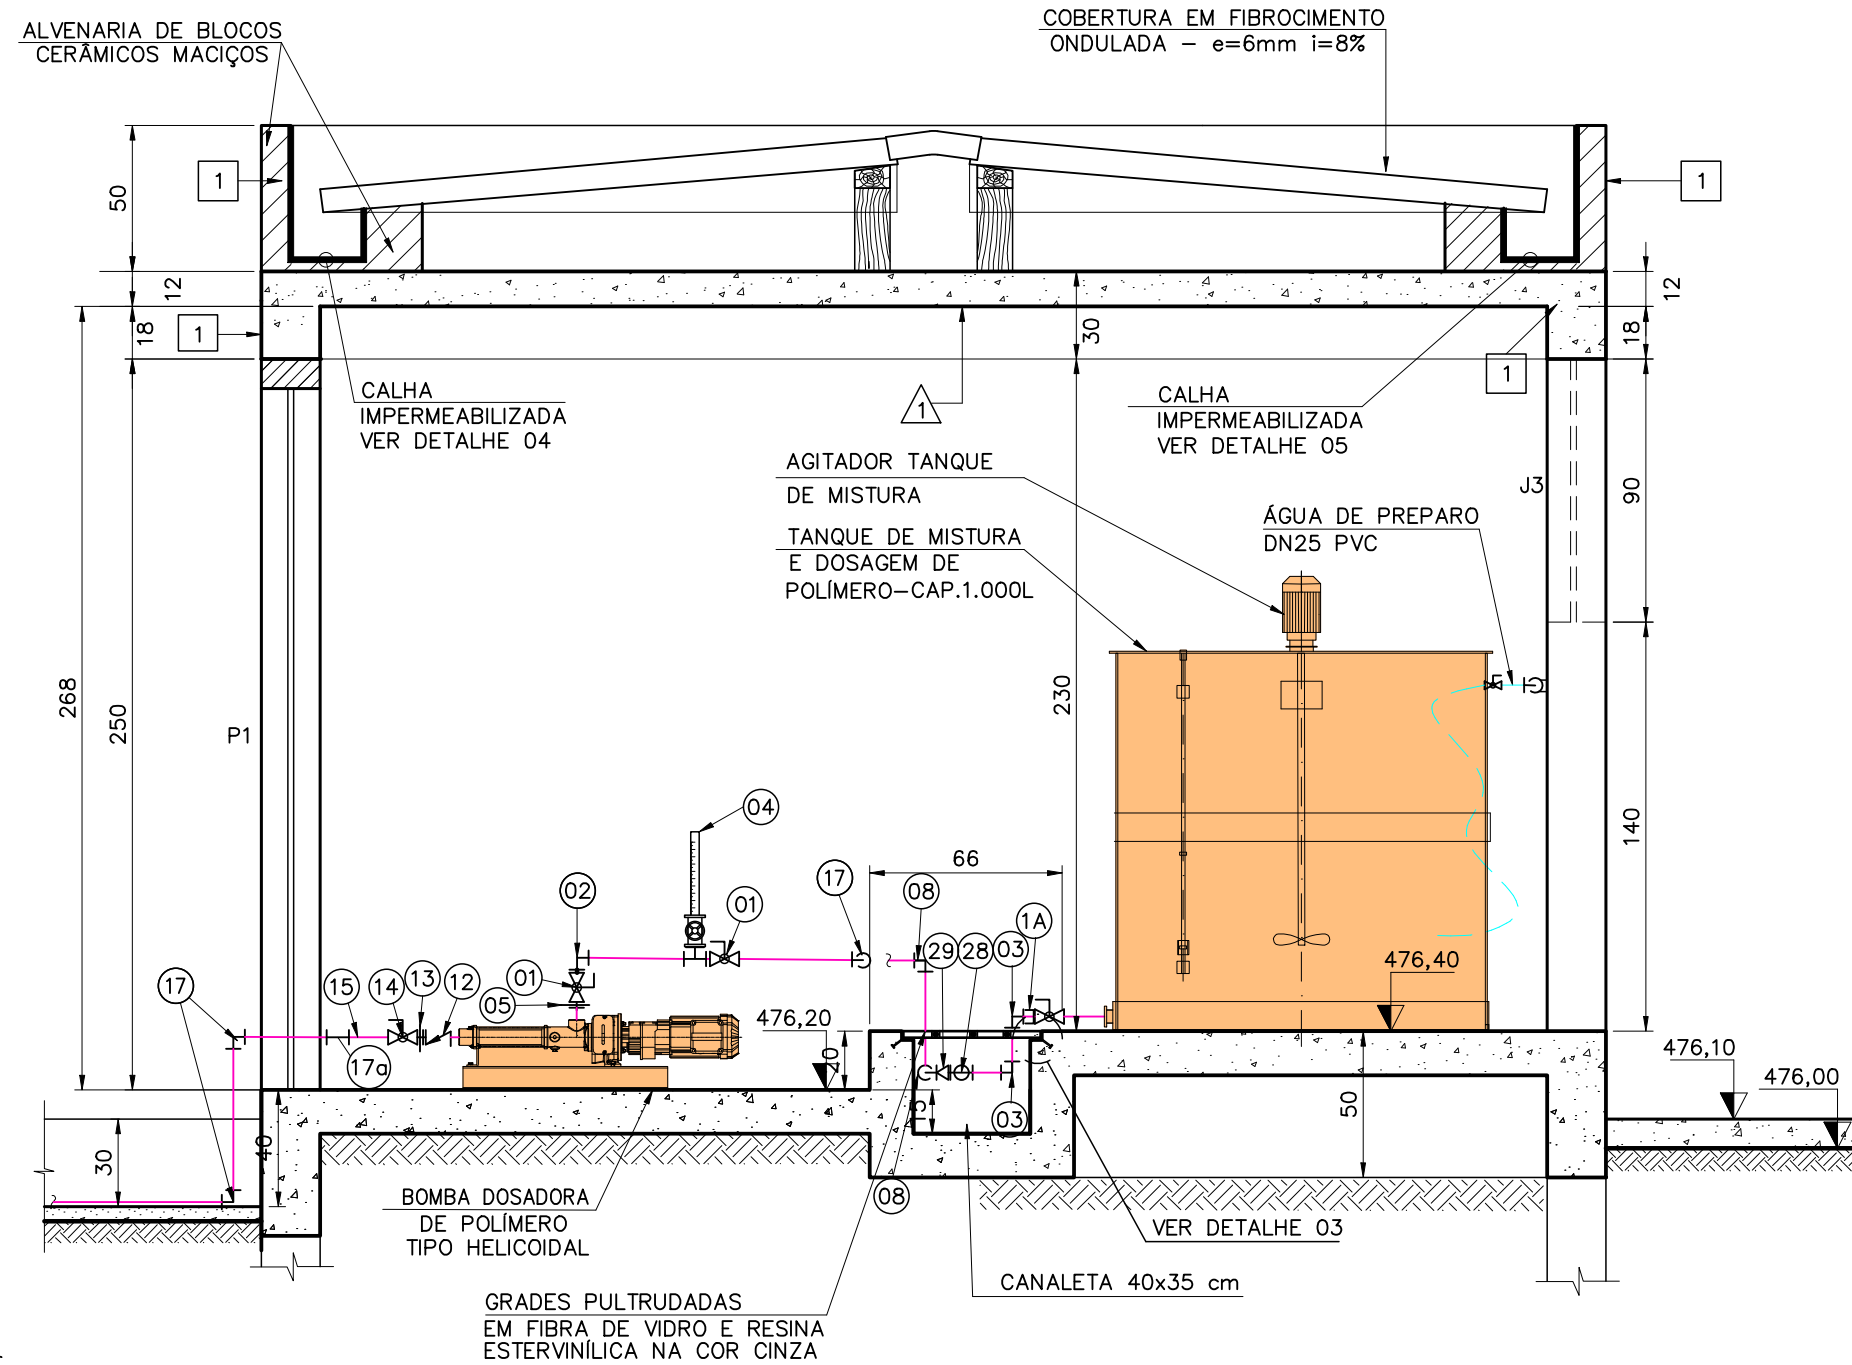 ALVENARIA DE BLOCOS
CERÂMICOS MACIÇOS
COBERTURA EM FIBROCIMENTO
ONDULADA – e=6mm i=8%
1
1
50
12
12
18
1
30
18
1
1
CALHA
IMPERMEABILIZADA
VER DETALHE 04
CALHA
IMPERMEABILIZADA
VER DETALHE 05
AGITADOR TANQUE
DE MISTURA
TANQUE DE MISTURA
E DOSAGEM DE
POLÍMERO–CAP.1.000L
ÁGUA DE PREPARO
DN25 PVC
J3
90
268
250
230
P1
140
04
66
02
01
17
08
1A
29
28
03
17
15
14
13
12
01
05
476,40
476,20
20
17a
476,10
476,00
15
03
50
30
40
08
BOMBA DOSADORA
DE POLÍMERO
TIPO HELICOIDAL
VER DETALHE 03
CANALETA 40x35 cm
GRADES PULTRUDADAS
EM FIBRA DE VIDRO E RESINA
ESTERVINÍLICA NA COR CINZA